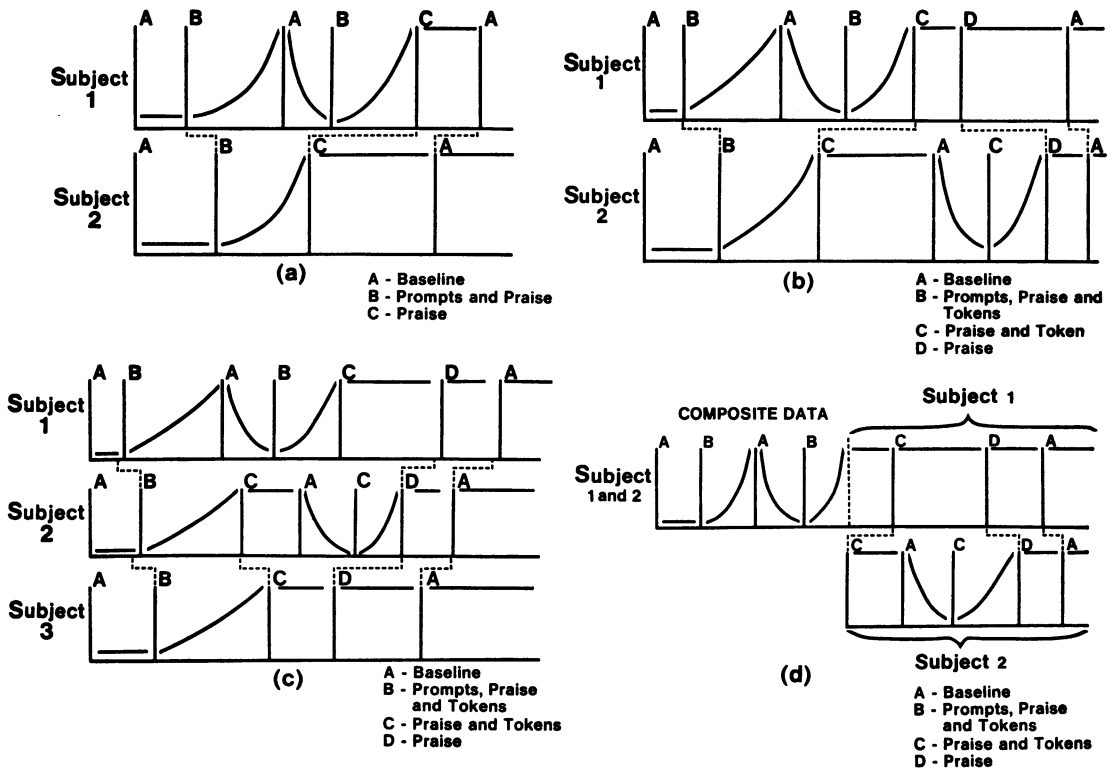 A B A B C A
Subject
1
A B C A
Subject
2
(a)
A - Baseline
B - Prompts and Praise
C - Praise
A B A B C D A
Subject
1
A B C A C D A
Subject
2
(b)
A - Baseline
B - Prompts, Praise and
Tokens
C - Praise and Token
D - Praise
A B A B C D A
Subject
1
A B C A C D A
Subject
2
A B C D A
Subject
3
(c)
A - Baseline
B - Prompts, Praise
and Tokens
C - Praise and Tokens
D - Praise
Subject 1
COMPOSITE DATA
A B A B C D A
Subject
1 and 2
C A C D A
Subject 2
(d)
A - Baseline
B - Prompts, Praise
and Tokens
C - Praise and Tokens
D - Praise